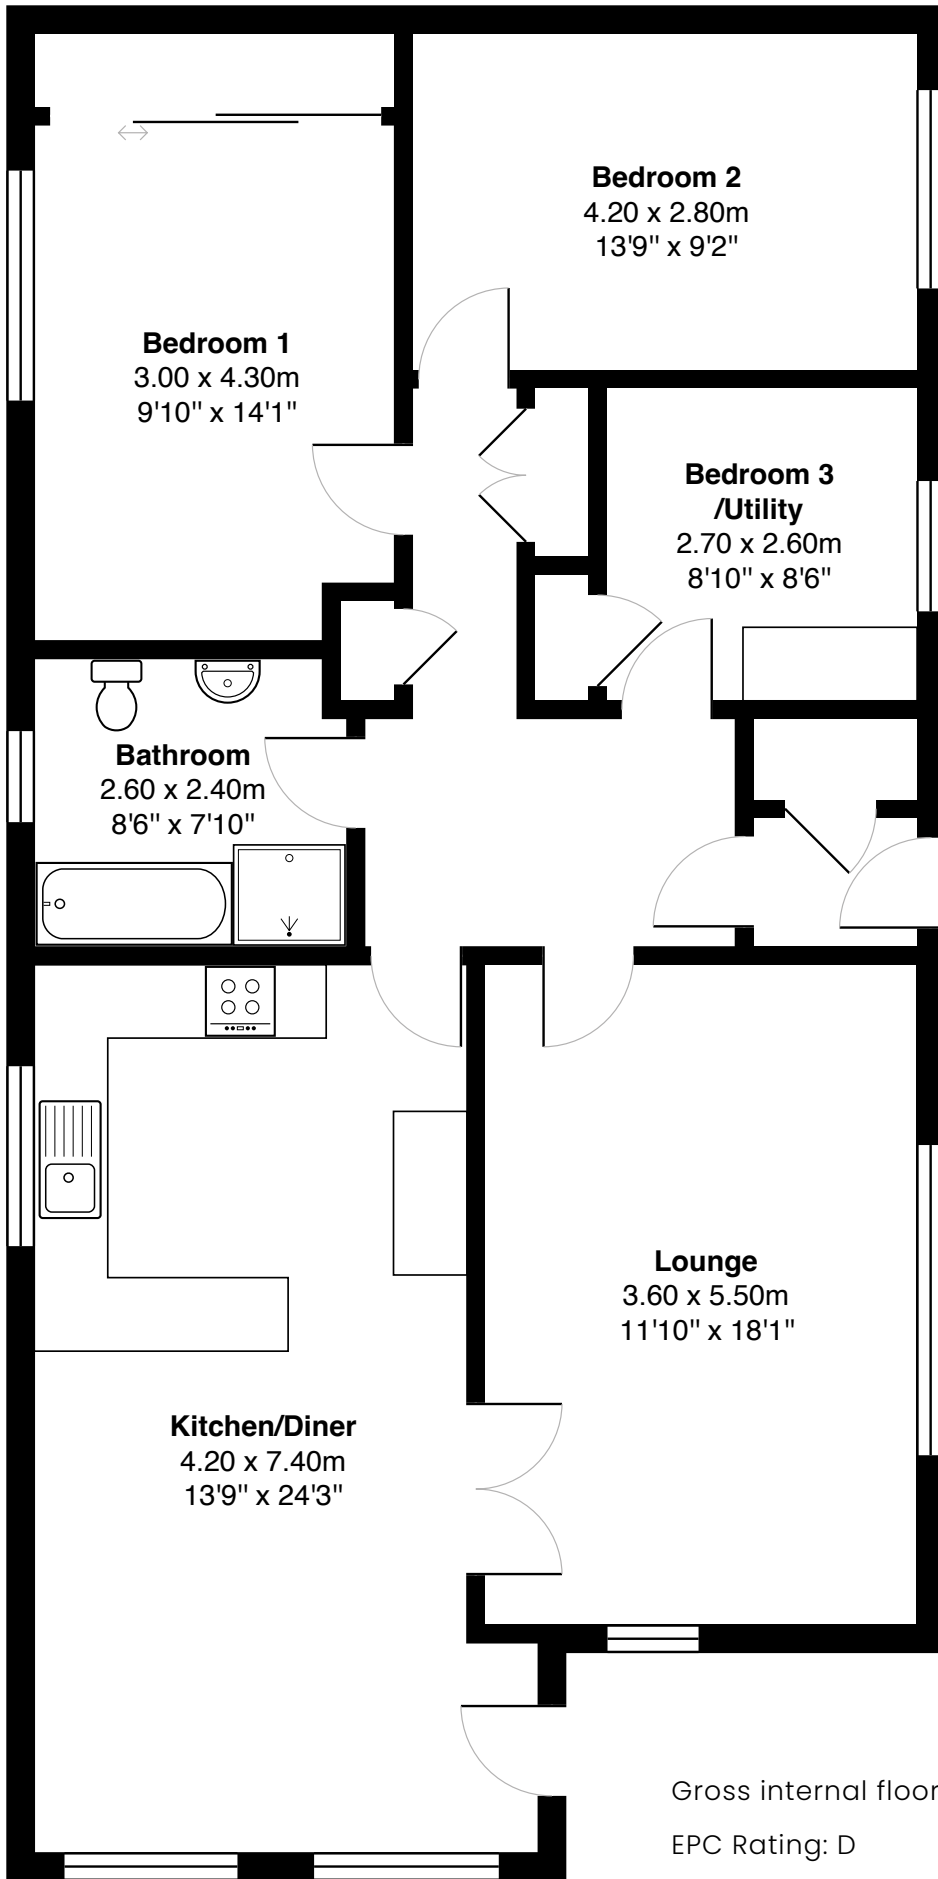 Bedroom 2
4.20 x 2.80m
13'9" x 9'2"
Bedroom 1
3.00 x 4.30m
9'10" x 14'1"
Bedroom 3
/Utility
2.70 x 2.60m
8'10" x 8'6"
Bathroom
2.60 x 2.40m
8'6" x 7'10"
Lounge
3.60 x 5.50m
11'10" x 18'1"
Kitchen/Diner
4.20 x 7.40m
13'9" x 24'3"
Gross internal floor
EPC Rating: D